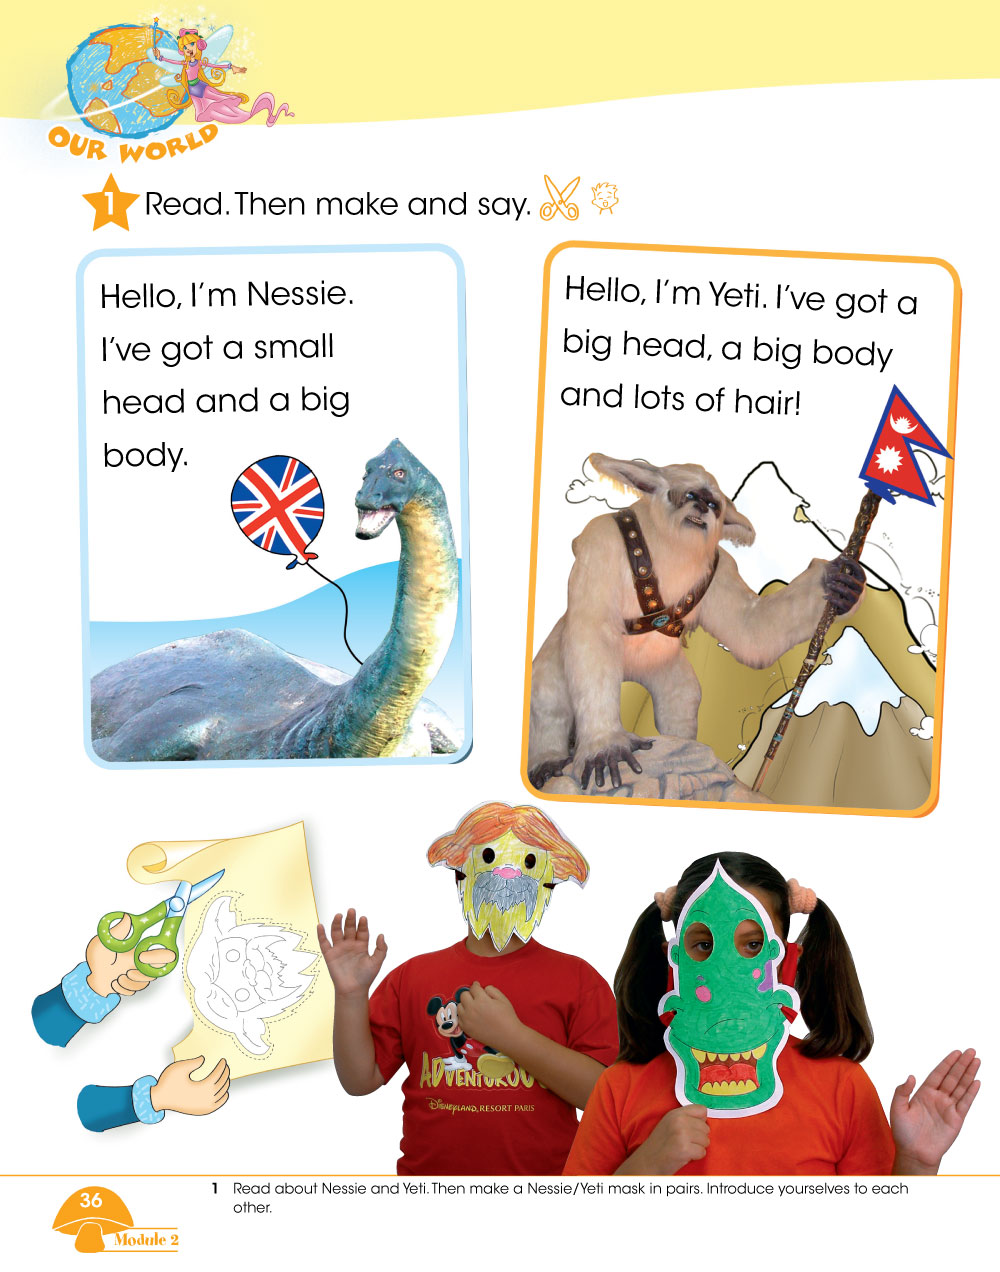 OUR WORLD
1 Read. Then make and say.
Hello, I'm Nessie.
I've got a small
head and a big
body.
Hello, I'm Yeti. I've got a
big head, a big body
and lots of hair!
ADVENTUROU
DISNEYLAND, RESORT PARIS
1 Read about Nessie and Yeti. Then make a Nessie/Yeti mask in pairs. Introduce yourselves to each
other.
36
Module 2